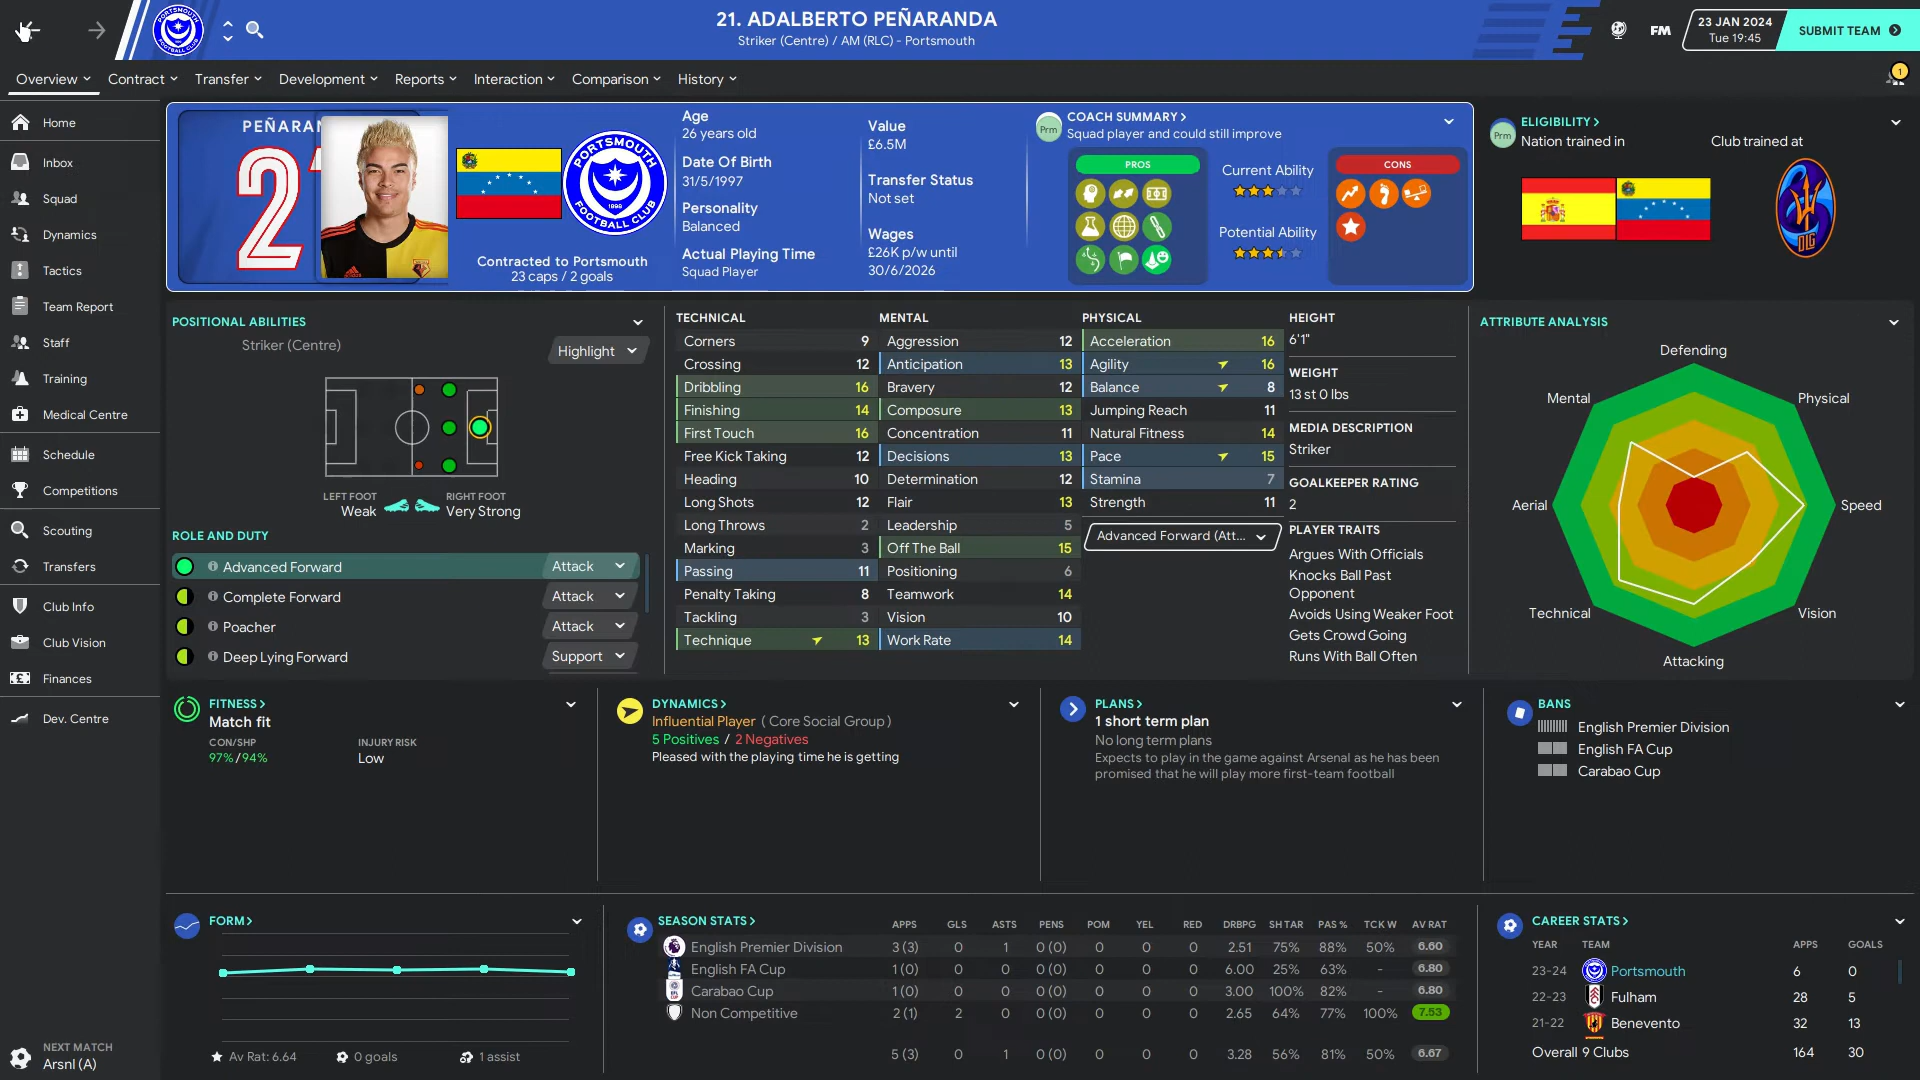 21. ADALBERTO PEÑARANDA
Striker (Centre) / AM (RLC) - Portsmouth
FM
23 JAN 2024
Tue 19:45
SUBMIT TEAM
Overview
Contract
Transfer
Development
Reports
Interaction
Comparison
History
1
Home
Inbox
Squad
Dynamics
Tactics
Team Report
Staff
Training
Medical Centre
Schedule
Competitions
Scouting
Transfers
Club Info
Club Vision
Finances
Dev. Centre
NEXT MATCH
Arsnl (A)
PEÑARAN
2
PORTSMOUTH FOOTBALL CLUB
1898
Contracted to Portsmouth
23 caps / 2 goals
Age
26 years old
Date Of Birth
31/5/1997
Personality
Balanced
Actual Playing Time
Squad Player
Value
£6.5M
Transfer Status
Not set
Wages
£26K p/w until
30/6/2026
Prm
COACH SUMMARY
Squad player and could still improve
PROS
Current Ability
Potential Ability
CONS
Prm
ELIGIBILITY
Nation trained in
Club trained at
DLG
POSITIONAL ABILITIES
Striker (Centre)
Highlight
LEFT FOOT
Weak
RIGHT FOOT
Very Strong
ROLE AND DUTY
Advanced Forward Attack
Complete Forward Attack
Poacher Attack
Deep Lying Forward Support
TECHNICAL
Corners 9
Crossing 12
Dribbling 16
Finishing 14
First Touch 16
Free Kick Taking 12
Heading 10
Long Shots 12
Long Throws 2
Marking 3
Passing 11
Penalty Taking 8
Tackling 3
Technique 13
MENTAL
Aggression 12
Anticipation 13
Bravery 12
Composure 13
Concentration 11
Decisions 13
Determination 12
Flair 13
Leadership 5
Off The Ball 15
Positioning 6
Teamwork 14
Vision 10
Work Rate 14
PHYSICAL
Acceleration 16
Agility 16
Balance 8
Jumping Reach 11
Natural Fitness 14
Pace 15
Stamina 7
Strength 11
Advanced Forward (Att...
HEIGHT
6'1"
WEIGHT
13 st 0 lbs
MEDIA DESCRIPTION
Striker
GOALKEEPER RATING
2
PLAYER TRAITS
Argues With Officials
Knocks Ball Past
Opponent
Avoids Using Weaker Foot
Gets Crowd Going
Runs With Ball Often
ATTRIBUTE ANALYSIS
Defending
Mental
Physical
Aerial
Speed
Technical
Vision
Attacking
FITNESS
Match fit
CON/SHP
97%/94%
INJURY RISK
Low
DYNAMICS
Influential Player ( Core Social Group )
5 Positives / 2 Negatives
Pleased with the playing time he is getting
PLANS
1 short term plan
No long term plans
Expects to play in the game against Arsenal as he has been
promised that he will play more first-team football
BANS
English Premier Division
English FA Cup
Carabao Cup
FORM
Av Rat: 6.64
0 goals
1 assist
SEASON STATS APPS GLS ASTS PENS POM YEL RED DRBPG SH TAR PAS % TCK W AV RAT
English Premier Division 3 (3) 0 1 0 (0) 0 0 0 2.51 75% 88% 50% 6.60
English FA Cup 1 (0) 0 0 0 (0) 0 0 0 6.00 25% 63% - 6.80
Carabao Cup 1 (0) 0 0 0 (0) 0 0 0 3.00 100% 82% - 6.80
Non Competitive 2 (1) 2 0 0 (0) 0 0 0 2.65 64% 77% 100% 7.53
5 (3) 0 1 0 (0) 0 0 0 3.28 56% 81% 50% 6.67
CAREER STATS
YEAR TEAM APPS GOALS
23-24 Portsmouth 6 0
22-23 Fulham 28 5
21-22 Benevento 32 13
Overall 9 Clubs 164 30